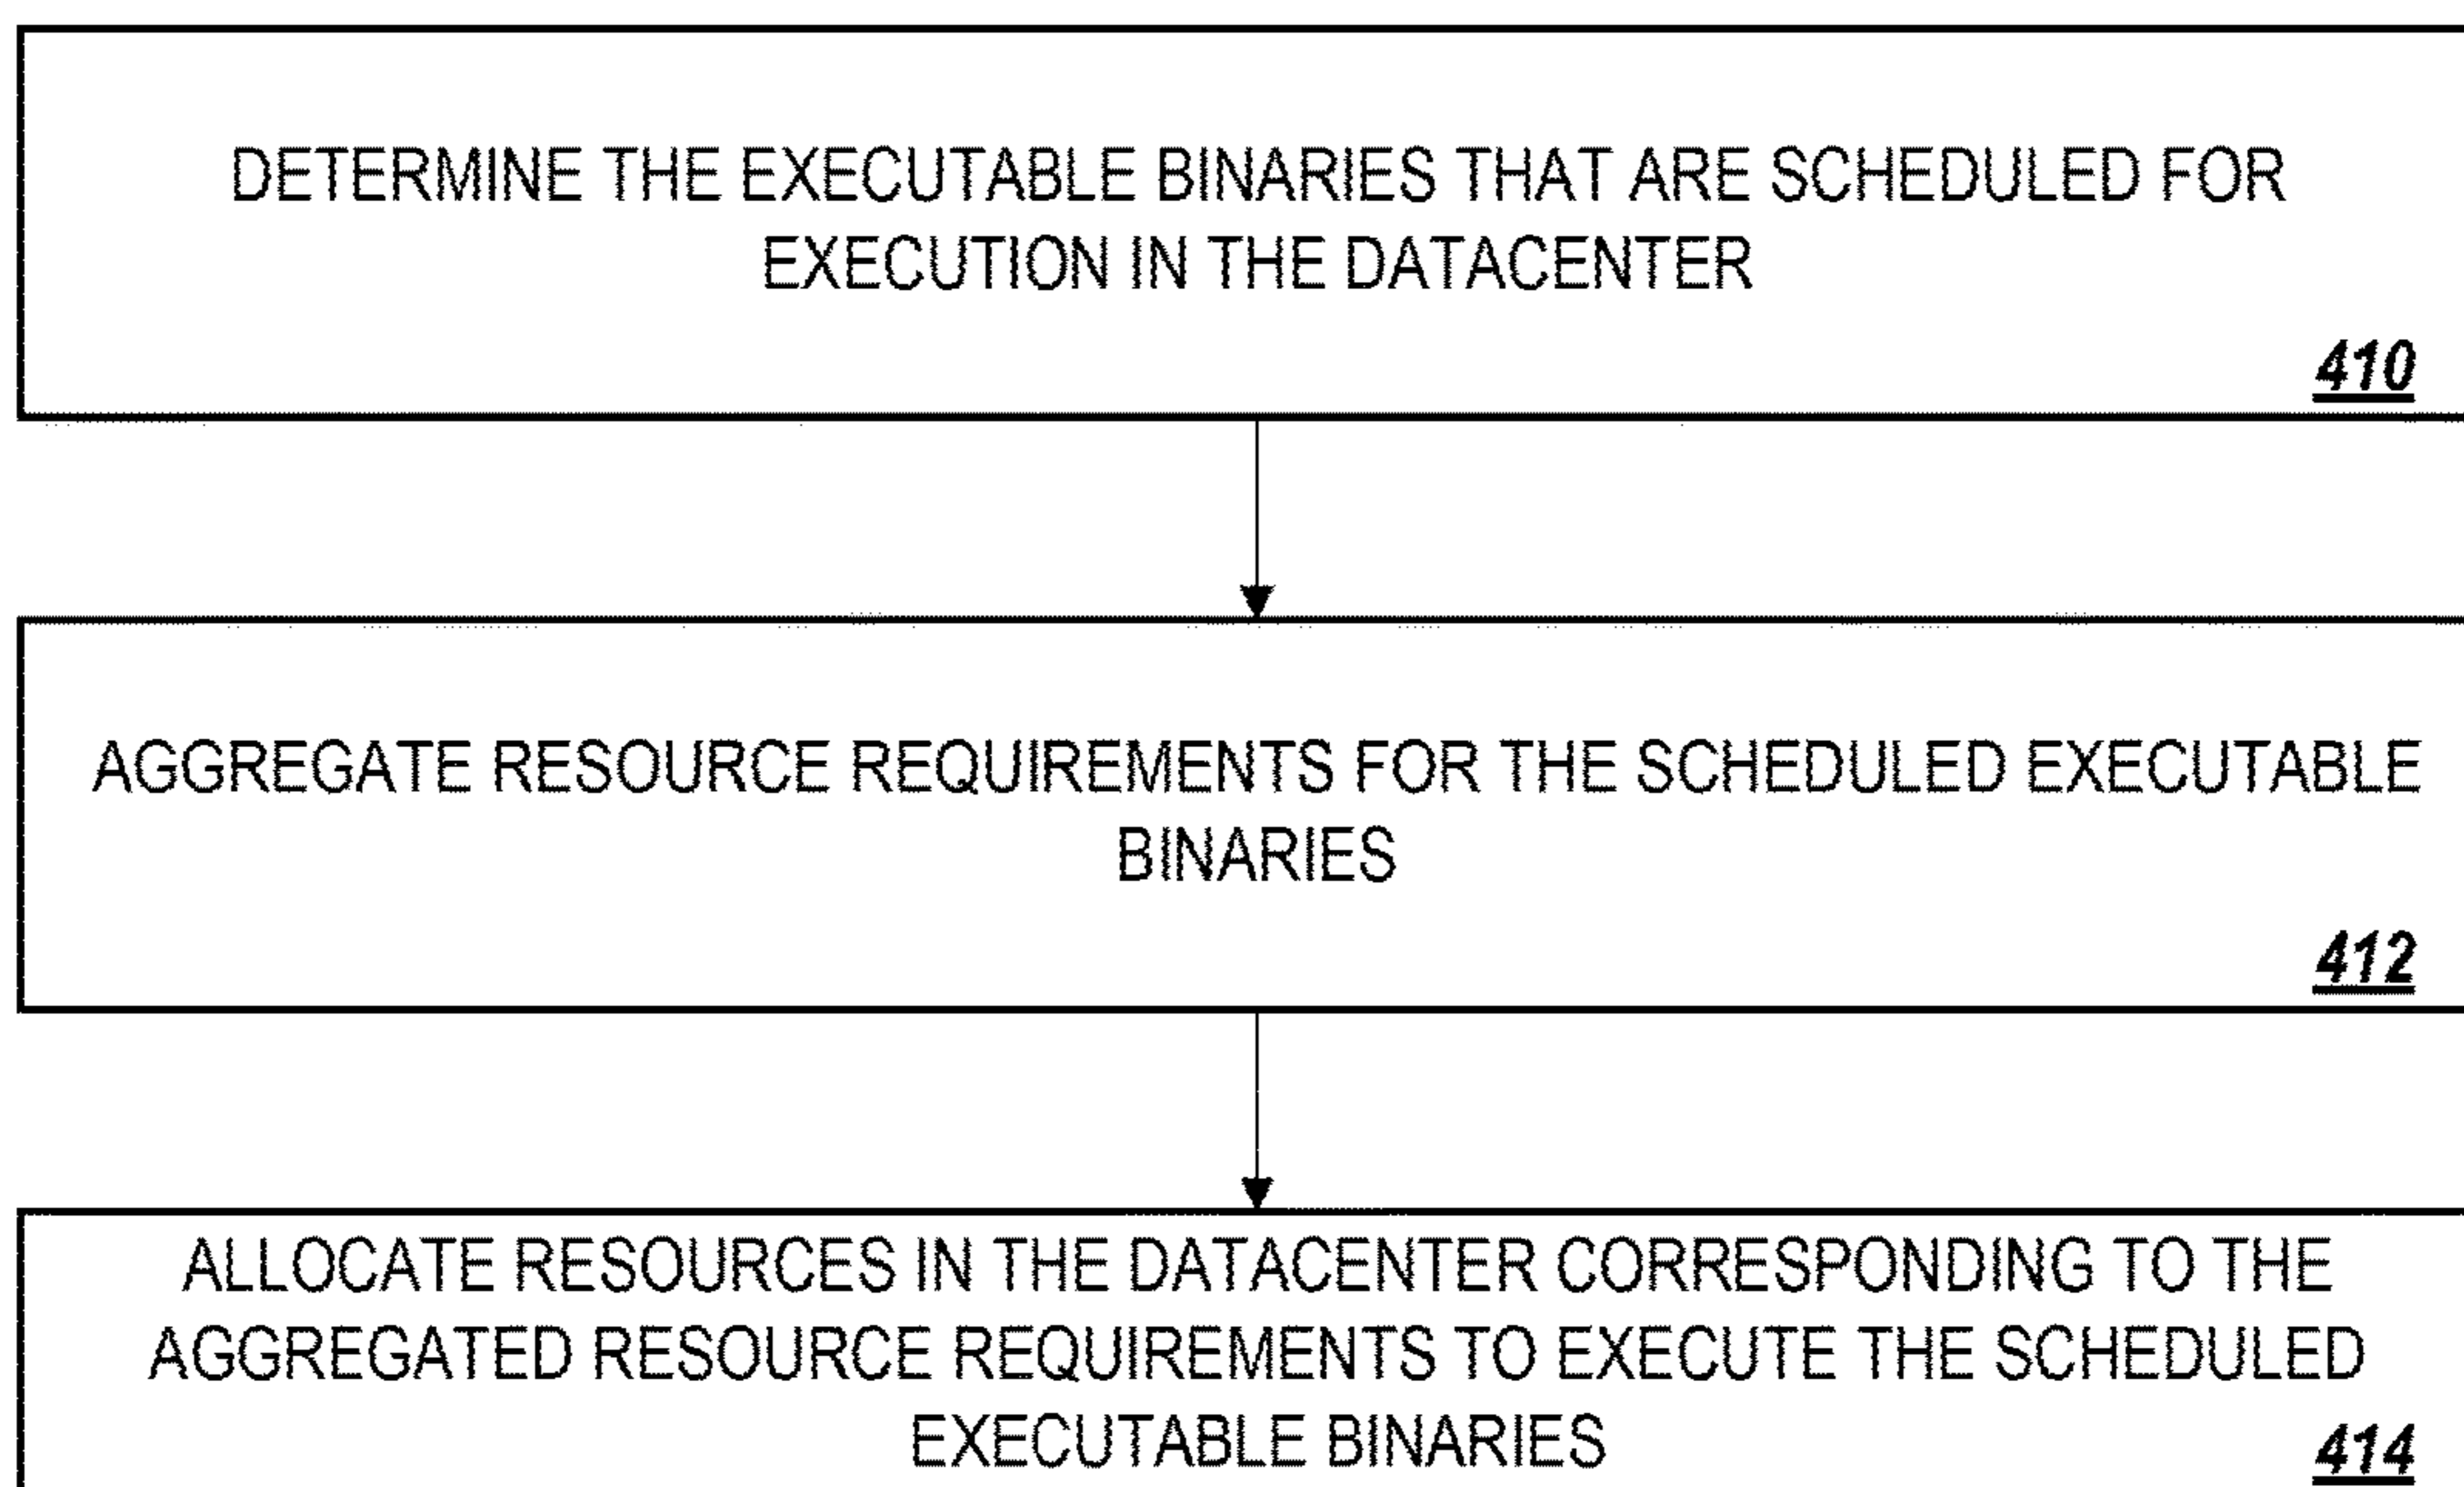 DETERMINE THE EXECUTABLE BINARIES THAT ARE SCHEDULED FOR
EXECUTION IN THE DATACENTER
410
AGGREGATE RESOURCE REQUIREMENTS FOR THE SCHEDULED EXECUTABLE
BINARIES
412
ALLOCATE RESOURCES IN THE DATACENTER CORRESPONDING TO THE
AGGREGATED RESOURCE REQUIREMENTS TO EXECUTE THE SCHEDULED
EXECUTABLE BINARIES
414